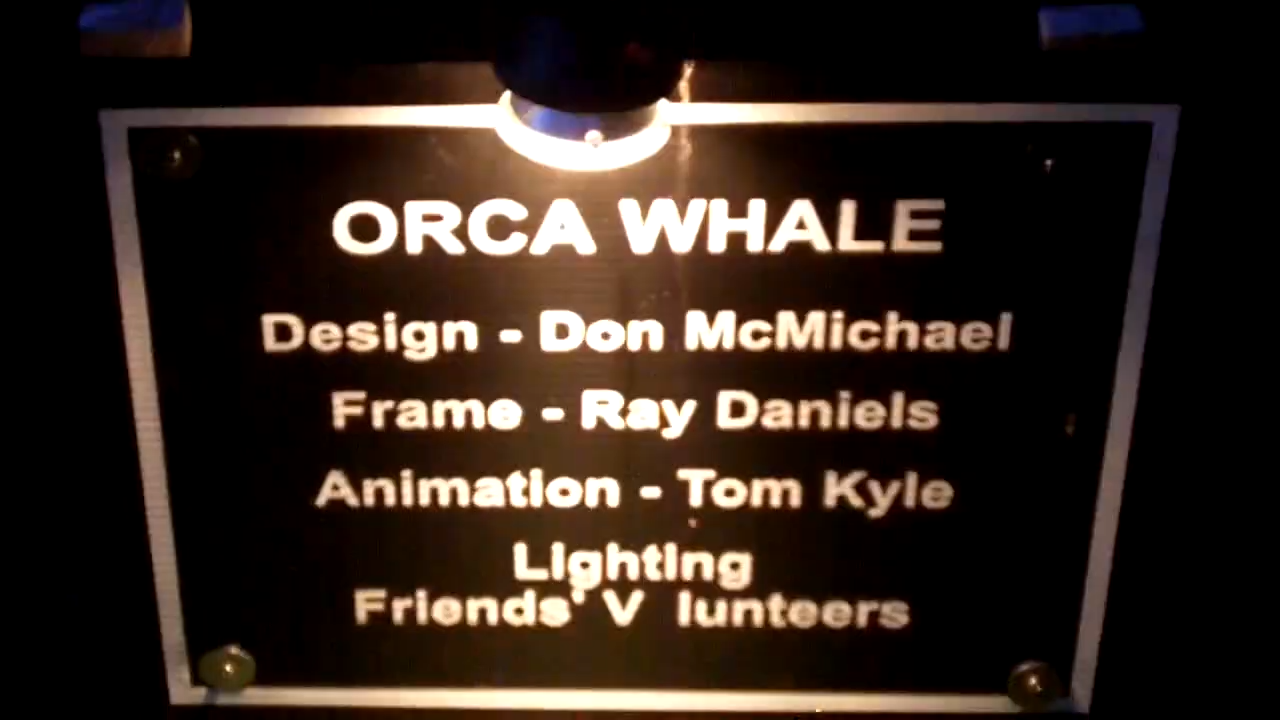 ORCA WHALE
Design - Don McMichael
Frame - Ray Daniels
Animation - Tom Kyle
Lighting
Friends' V lunteers